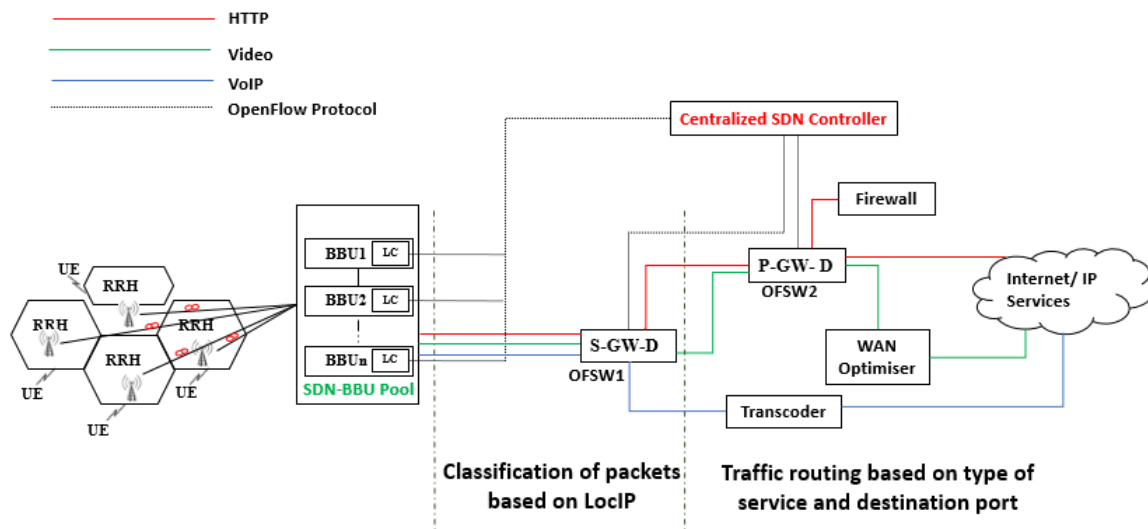 HTTP
Video
VoIP
OpenFlow Protocol
Centralized SDN Controller
Firewall
BBU1
LC
UE
RRH
P-GW- D
OFSW2
Internet/ IP
Services
BBU2
LC
RRH
RRH
S-GW-D
OFSW1
WAN
Optimiser
RRH
BBUn
LC
SDN-BBU Pool
UE
UE
UE
Transcoder
Classification of packets
based on LocIP
Traffic routing based on type of
service and destination port